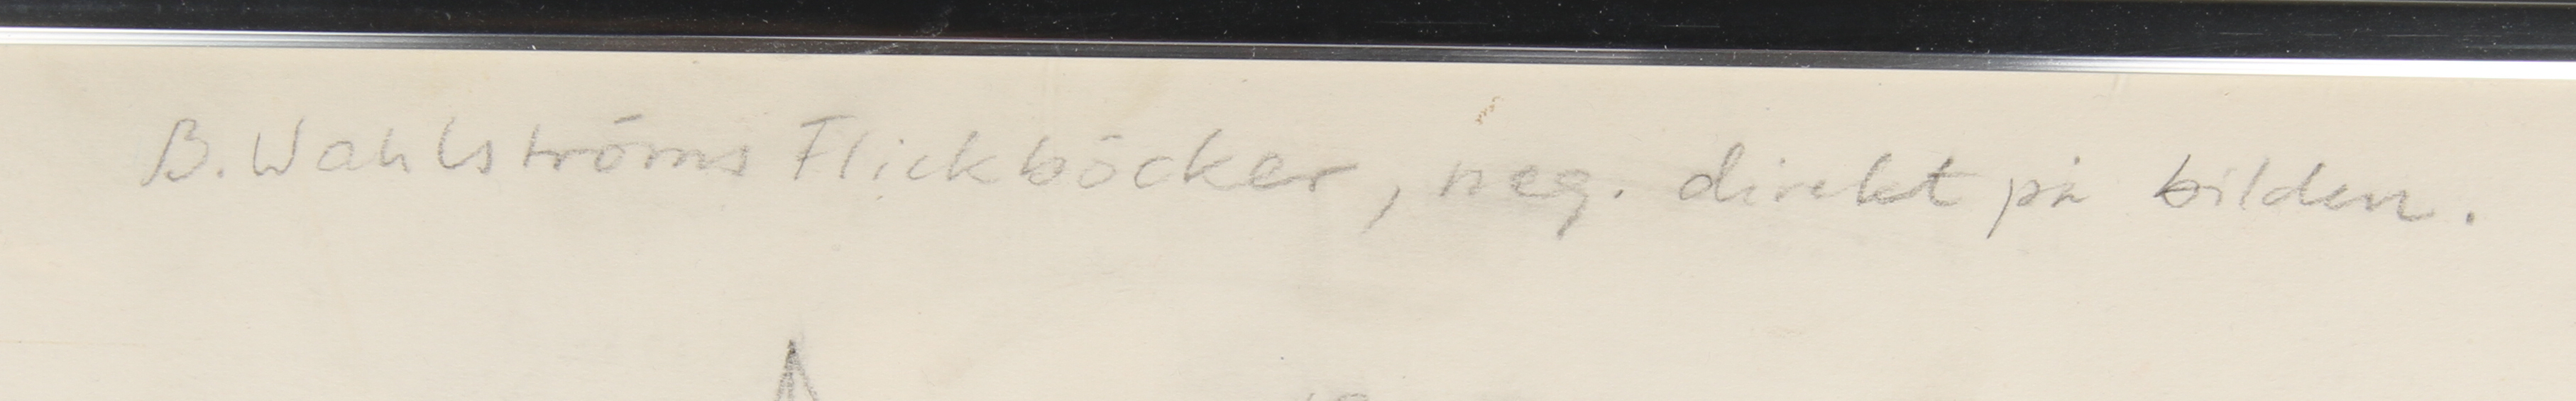 B. Wahlströms Flickböcker, neg. direkt på bilden.